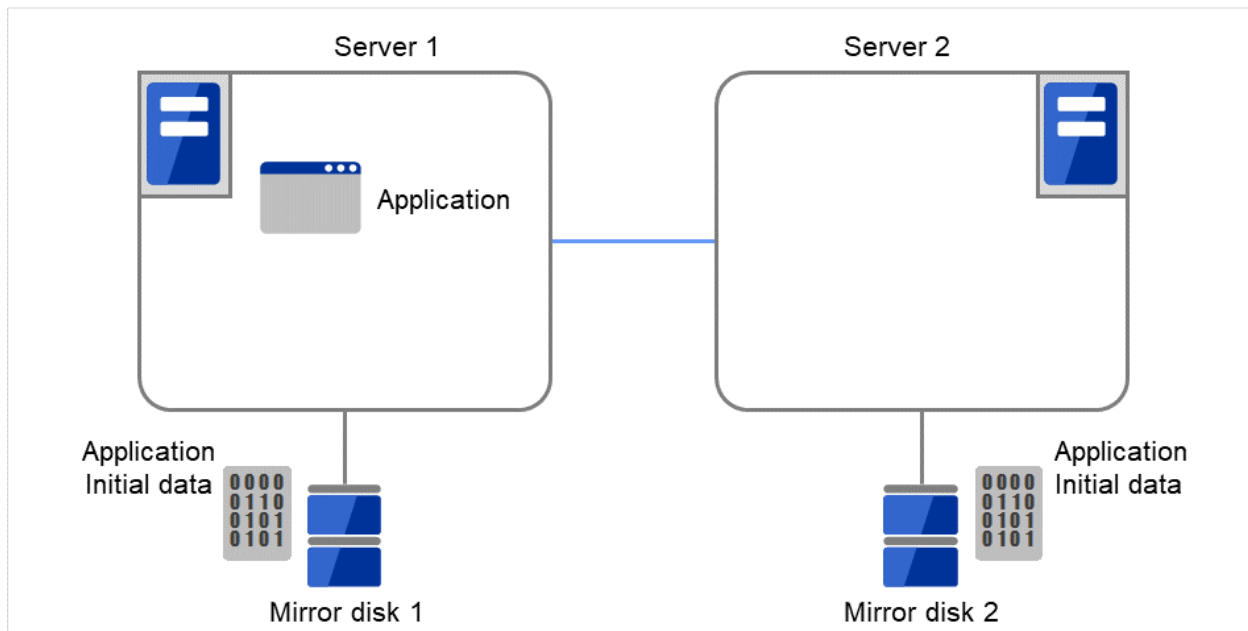 Server 1
Server 2
Application
Application
Initial data
0000
0110
0101
0101
Application
Initial data
0000
0110
0101
0101
Mirror disk 1
Mirror disk 2